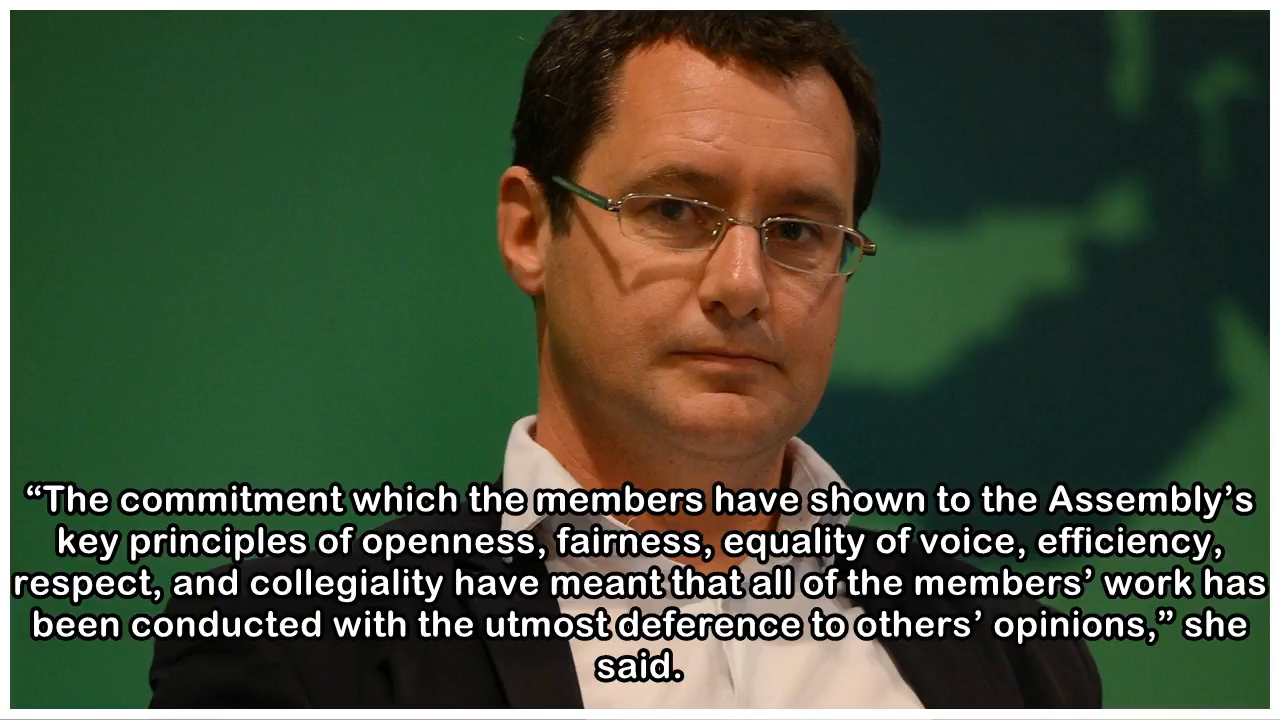 “The commitment which the members have shown to the Assembly’s
key principles of openness, fairness, equality of voice, efficiency,
respect, and collegiality have meant that all of the members’ work has
been conducted with the utmost deference to others’ opinions,” she
said.